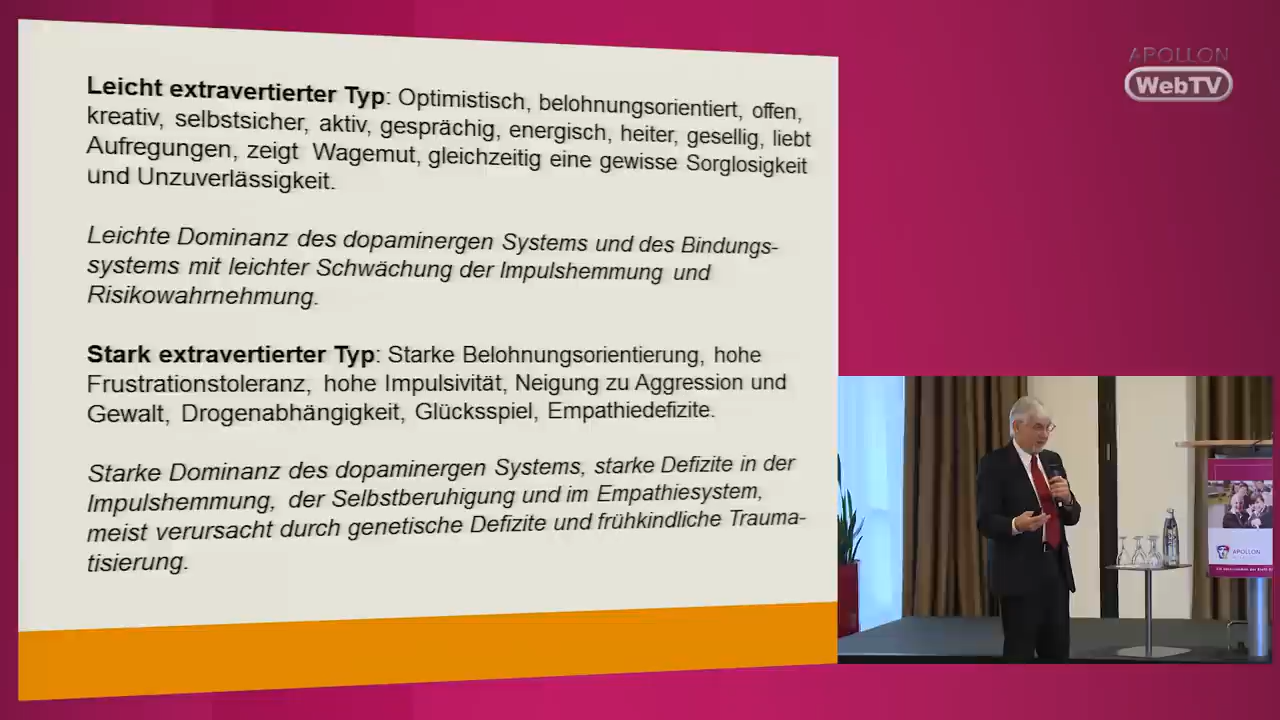 Leicht extravertierter Typ: Optimistisch, belohnungsorientiert, offen,
kreativ, selbstsicher, aktiv, gesprächig, energisch, heiter, gesellig, liebt
Aufregungen, zeigt Wagemut, gleichzeitig eine gewisse Sorglosigkeit
und Unzuverlässigkeit.
Leichte Dominanz des dopaminergen Systems und des Bindungs-
systems mit leichter Schwächung der Impulshemmung und
Risikowahrnehmung.
Stark extravertierter Typ: Starke Belohnungsorientierung, hohe
Frustrationstoleranz, hohe Impulsivität, Neigung zu Aggression und
Gewalt, Drogenabhängigkeit, Glücksspiel, Empathiedefizite.
Starke Dominanz des dopaminergen Systems, starke Defizite in der
Impulshemmung, der Selbstberuhigung und im Empathiesystem,
meist verursacht durch genetische Defizite und frühkindliche Trauma-
tisierung.
APOLLON
WebTV
APOLLON